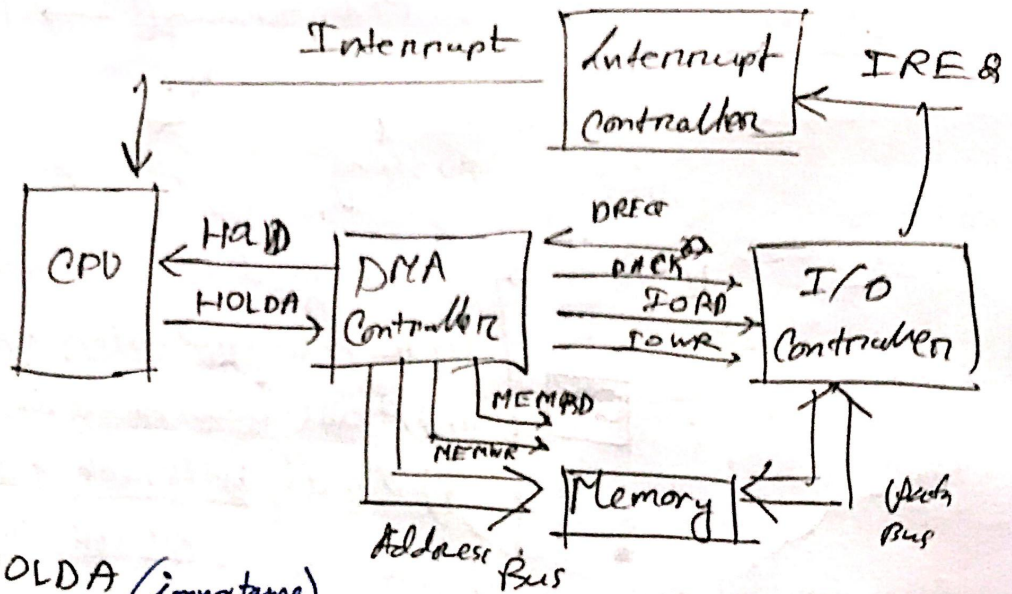 Interrupt
Interrupt
Controller
IREQ
CPU
HOLD
HOLDA
DMA
Controller
DREQ
DACK
IORD
IOWR
I/O
Controller
MEMRD
MEMWR
Memory
Address Bus
Data
Bus
OLDA